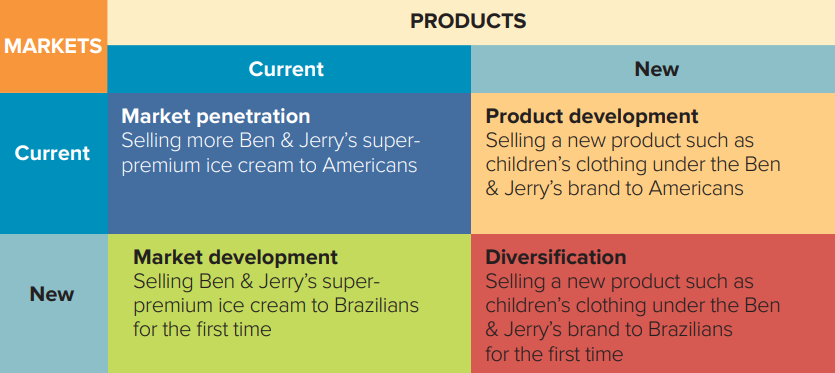 PRODUCTS
MARKETS
Current
New
Current
Market penetration
Selling more Ben & Jerry's super-
premium ice cream to Americans
Product development
Selling a new product such as
children's clothing under the Ben
& Jerry's brand to Americans
New
Market development
Selling Ben & Jerry's super-
premium ice cream to Brazilians
for the first time
Diversification
Selling a new product such as
children's clothing under the Ben
& Jerry's brand to Brazilians
for the first time